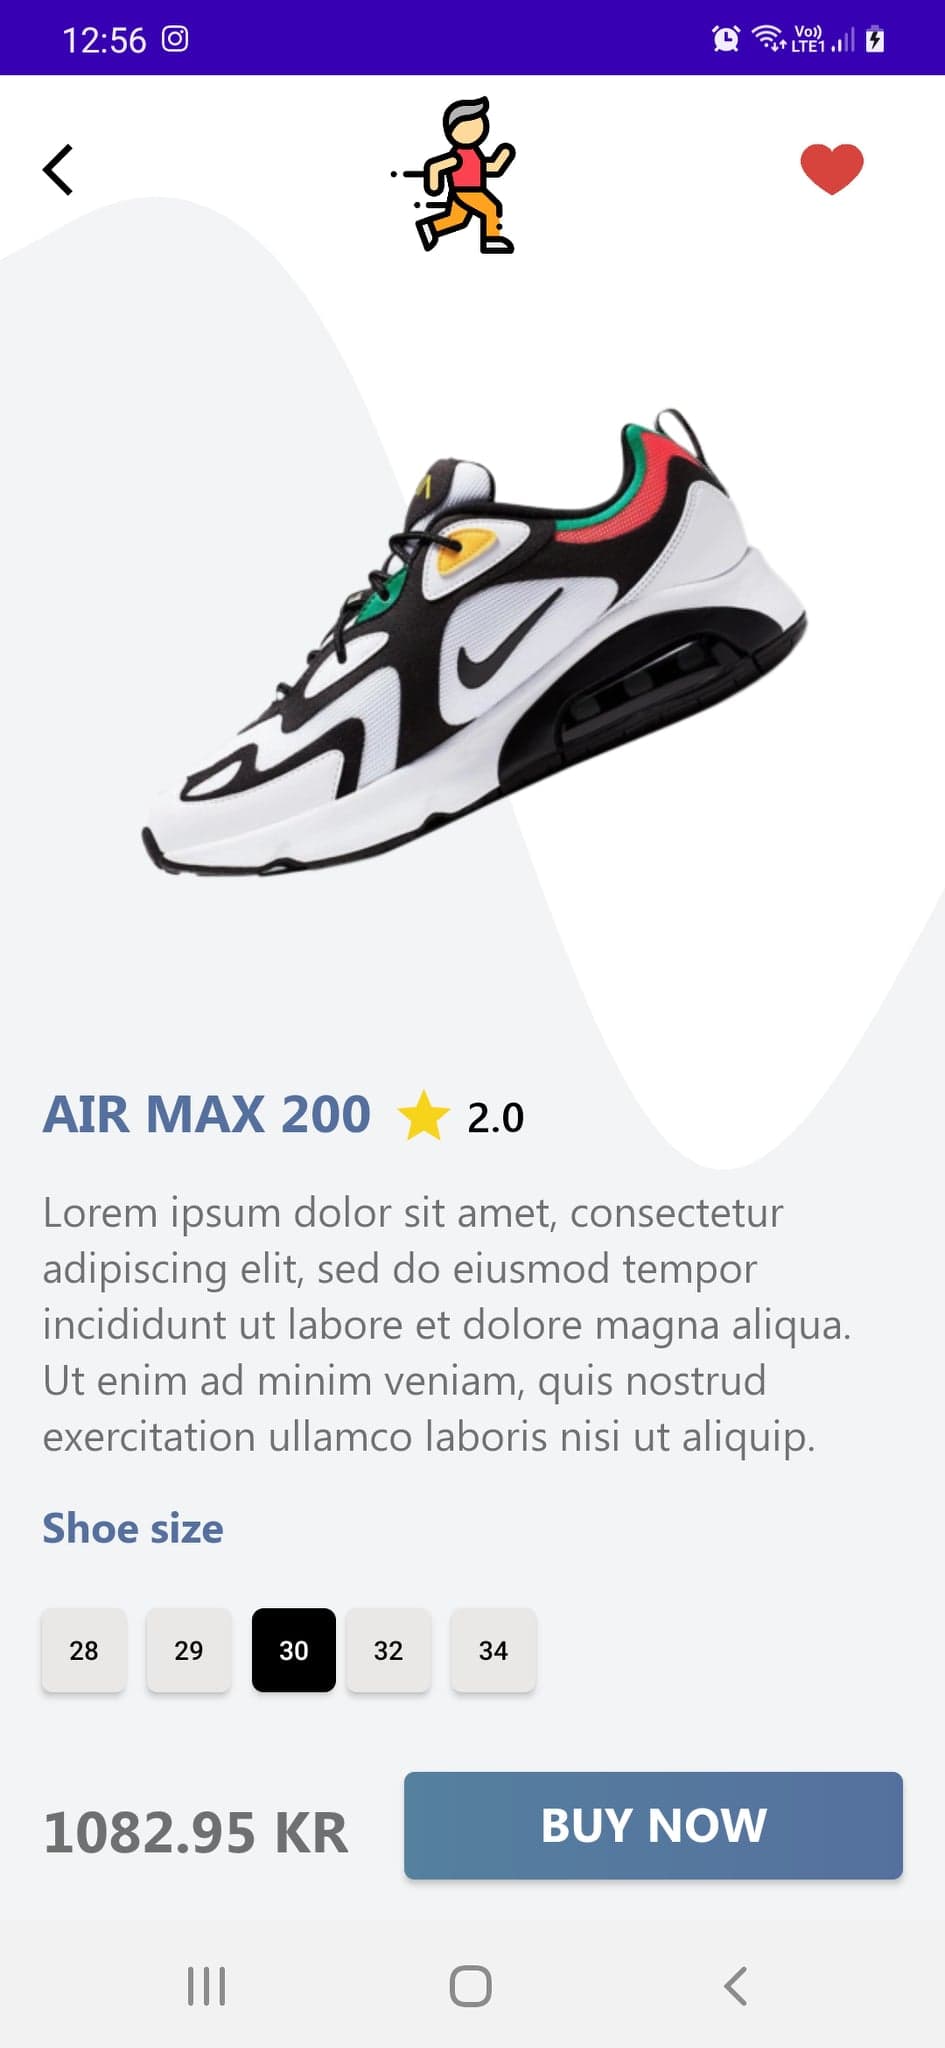 12:56
Vo))
LTE1
AIR MAX 200 2.0
Lorem ipsum dolor sit amet, consectetur
adipiscing elit, sed do eiusmod tempor
incididunt ut labore et dolore magna aliqua.
Ut enim ad minim veniam, quis nostrud
exercitation ullamco laboris nisi ut aliquip.
Shoe size
28 29 30 32 34
1082.95 KR BUY NOW